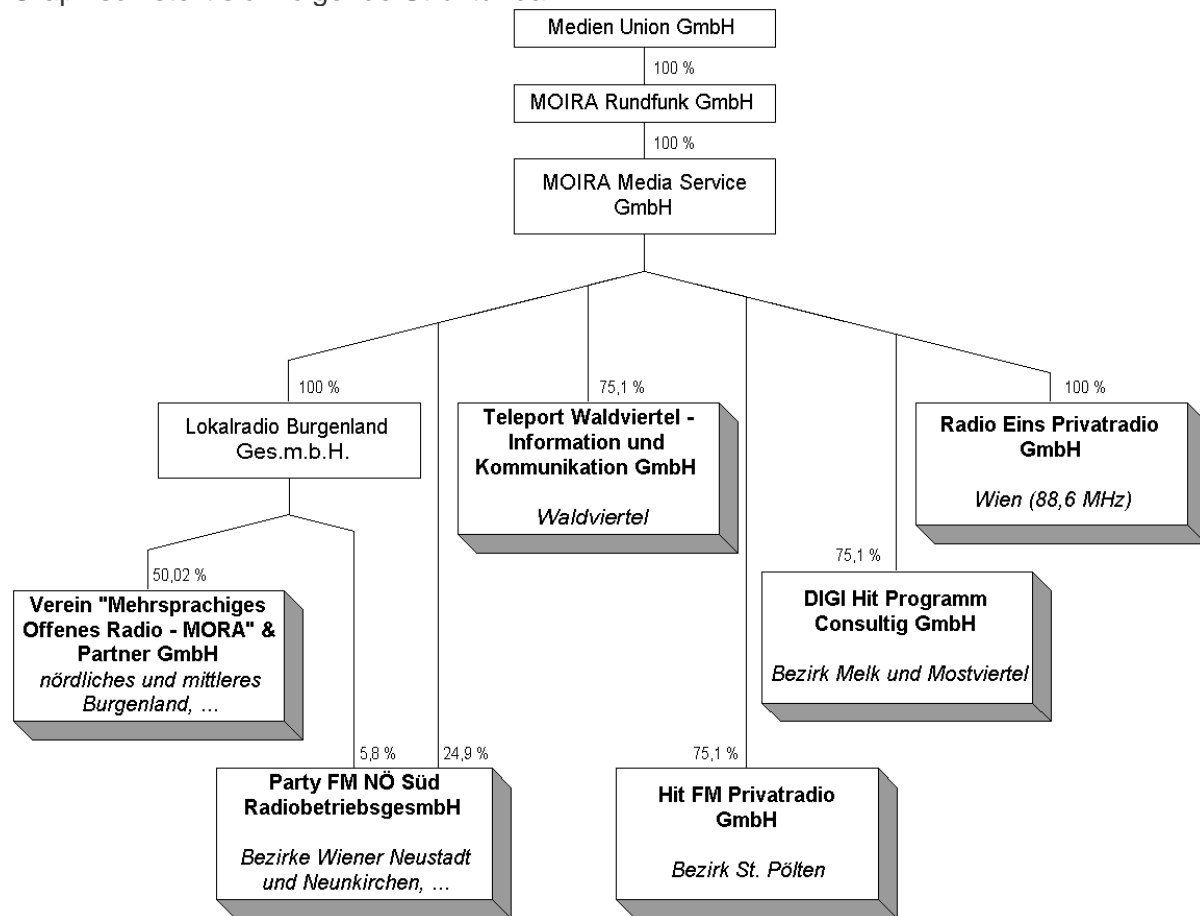 Medien Union GmbH
100 %
MOIRA Rundfunk GmbH
100 %
MOIRA Media Service
GmbH
100 %
Lokalradio Burgenland
Ges.m.b.H.
75,1 %
Teleport Waldviertel -
Information und
Kommunikation GmbH
Waldviertel
100 %
Radio Eins Privatradio
GmbH
Wien (88,6 MHz)
50,02 %
Verein "Mehrsprachiges
Offenes Radio - MORA" &
Partner GmbH
nördliches und mittleres
Burgenland, ...
75,1 %
DIGI Hit Programm
Consultig GmbH
Bezirk Melk und Mostviertel
5,8 %
24,9 %
Party FM NÖ Süd
RadiobetriebsgesmbH
Bezirke Wiener Neustadt
und Neunkirchen, ...
75,1 %
Hit FM Privatradio
GmbH
Bezirk St. Pölten